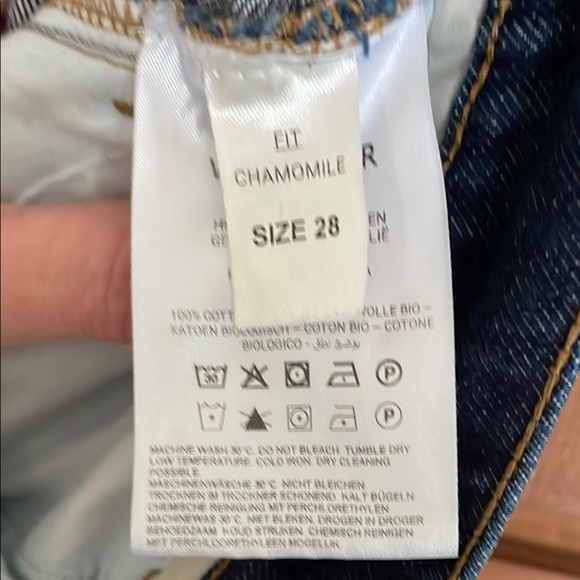 FIT
CHAMOMILE
SIZE 28
R
EN
LIE
A
100% COTT VOLLE BIO –
KATOEN BIOLOGISCH – COTON BIO – COTONE
BIOLOGICO -
30 P
P
MACHINE WASH 30°C. DO NOT BLEACH. TUMBLE DRY
LOW TEMPERATURE. COLD IRON. DRY CLEANING
POSSIBLE.
MASCHINENWÄSCHE 30°C. NICHT BLEICHEN.
TROCKNEN IM TROCKNER SCHONEND. KALT BÜGELN.
CHEMISCHE REINIGUNG MIT PERCHLORETHYLEN.
MACHINEWAS 30°C. NIET BLEKEN. DROGEN IN DROGER
BEHOEDZAAM. KOUD STRIJKEN. CHEMISCH REINIGEN
MET PERCHLOORETHYLEEN MOGELIJK.